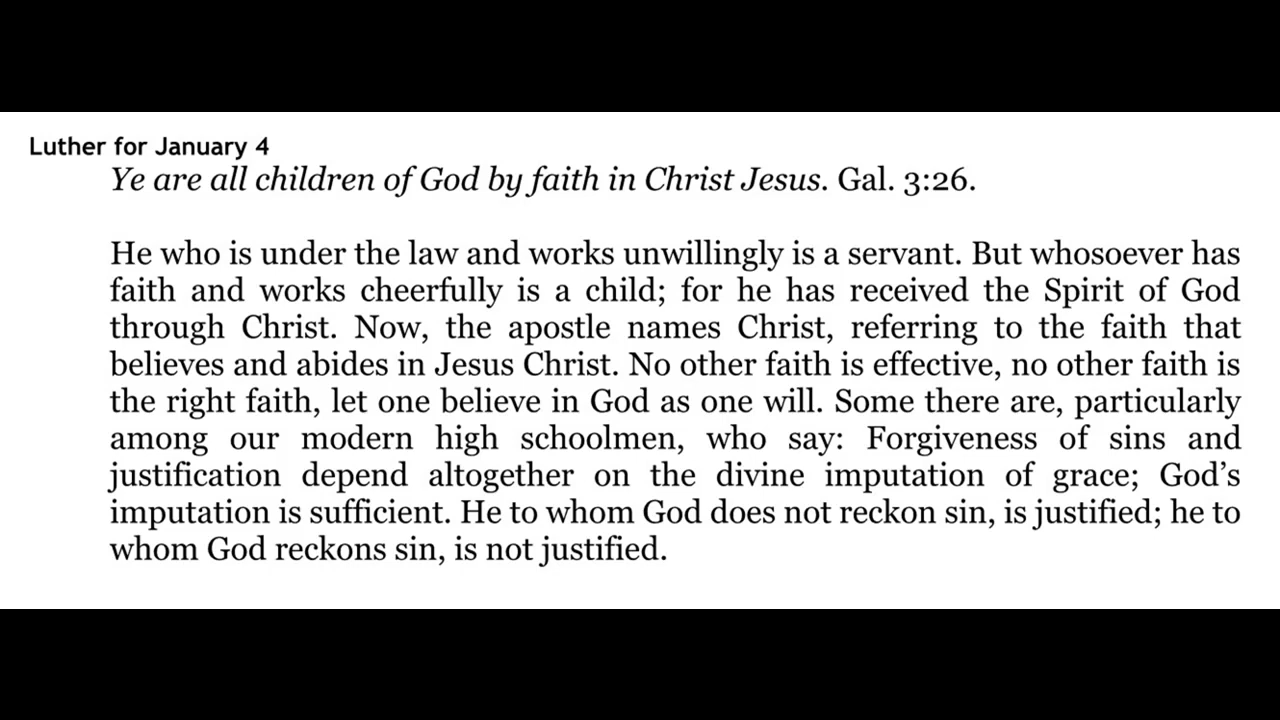 Luther for January 4
Ye are all children of God by faith in Christ Jesus. Gal. 3:26.
He who is under the law and works unwillingly is a servant. But whosoever has
faith and works cheerfully is a child; for he has received the Spirit of God
through Christ. Now, the apostle names Christ, referring to the faith that
believes and abides in Jesus Christ. No other faith is effective, no other faith is
the right faith, let one believe in God as one will. Some there are, particularly
among our modern high schoolmen, who say: Forgiveness of sins and
justification depend altogether on the divine imputation of grace; God’s
imputation is sufficient. He to whom God does not reckon sin, is justified; he to
whom God reckons sin, is not justified.